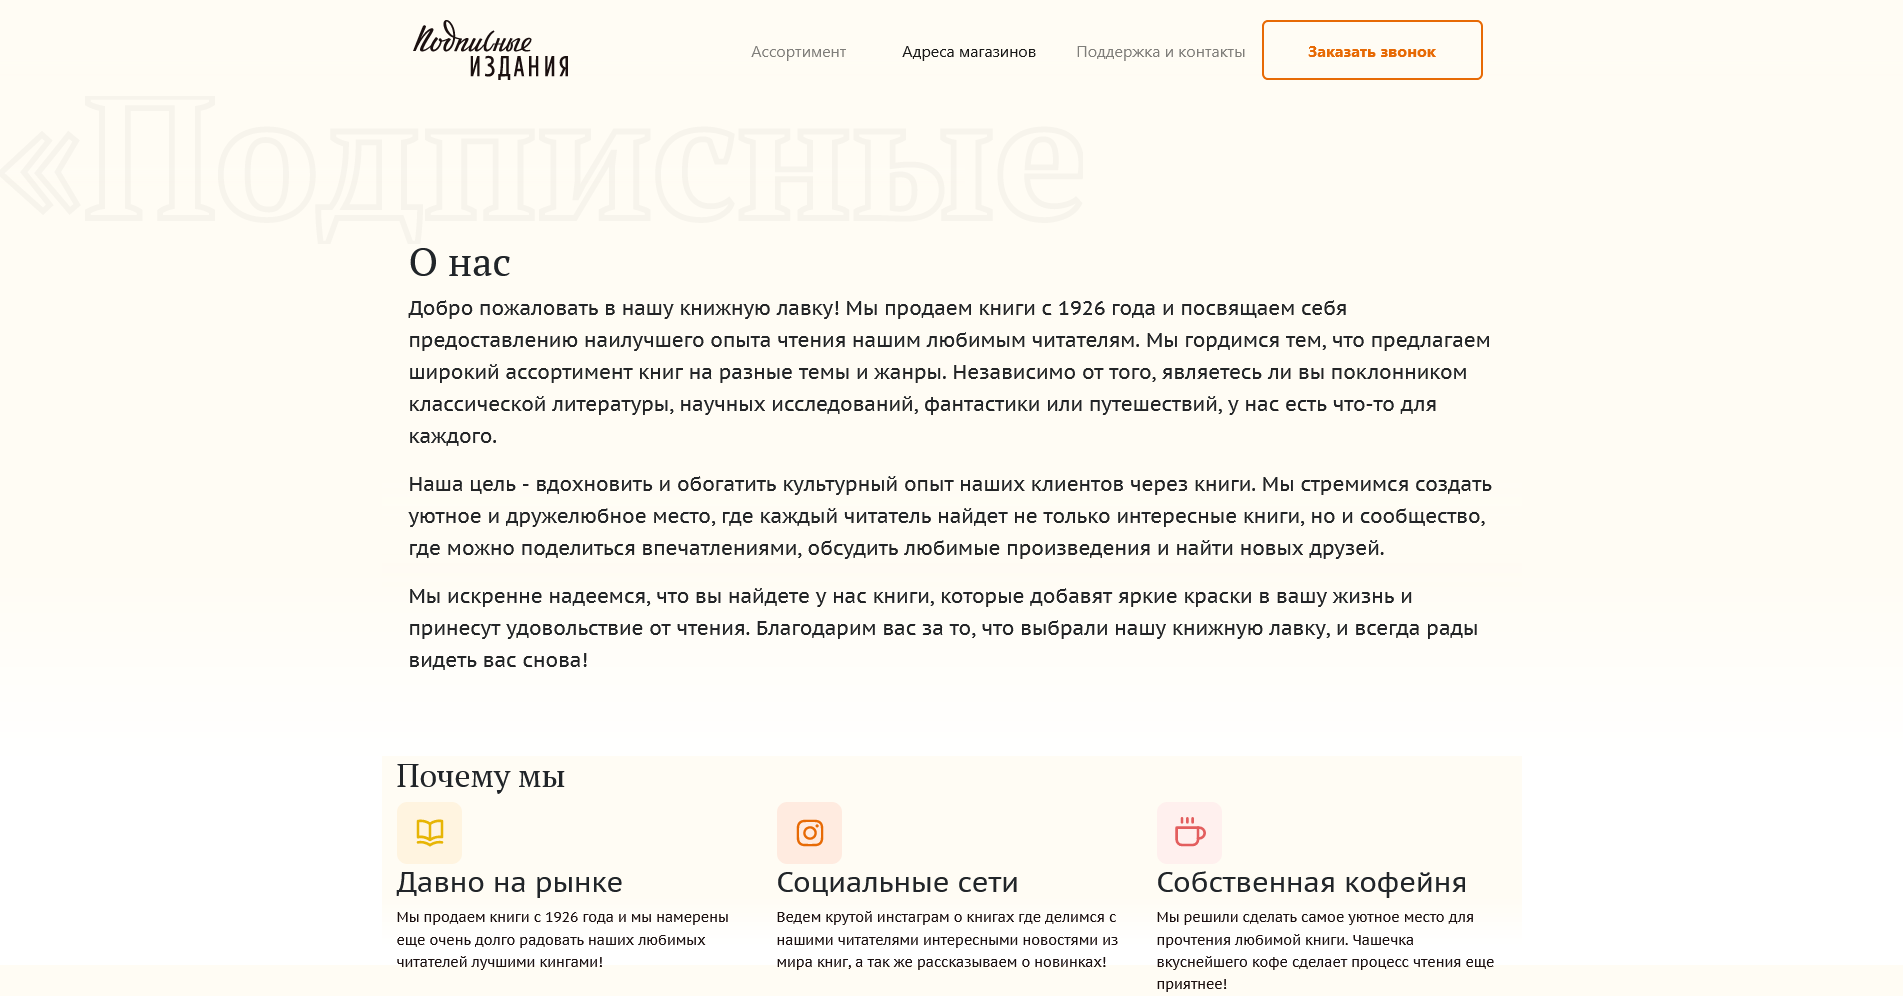 Подписные
ИЗДАНИЯ
Ассортимент
Адреса магазинов
Поддержка и контакты
Заказать звонок
«Подписные
О нас
Добро пожаловать в нашу книжную лавку! Мы продаем книги с 1926 года и посвящаем себя
предоставлению наилучшего опыта чтения нашим любимым читателям. Мы гордимся тем, что предлагаем
широкий ассортимент книг на разные темы и жанры. Независимо от того, являетесь ли вы поклонником
классической литературы, научных исследований, фантастики или путешествий, у нас есть что-то для
каждого.
Наша цель - вдохновить и обогатить культурный опыт наших клиентов через книги. Мы стремимся создать
уютное и дружелюбное место, где каждый читатель найдет не только интересные книги, но и сообщество,
где можно поделиться впечатлениями, обсудить любимые произведения и найти новых друзей.
Мы искренне надеемся, что вы найдете у нас книги, которые добавят яркие краски в вашу жизнь и
принесут удовольствие от чтения. Благодарим вас за то, что выбрали нашу книжную лавку, и всегда рады
видеть вас снова!
Почему мы
Давно на рынке
Мы продаем книги с 1926 года и мы намерены
еще очень долго радовать наших любимых
читателей лучшими кингами!
Социальные сети
Ведем крутой инстаграм о книгах где делимся с
нашими читателями интересными новостями из
мира книг, а так же рассказываем о новинках!
Собственная кофейня
Мы решили сделать самое уютное место для
прочтения любимой книги. Чашечка
вкуснейшего кофе сделает процесс чтения еще
приятнее!